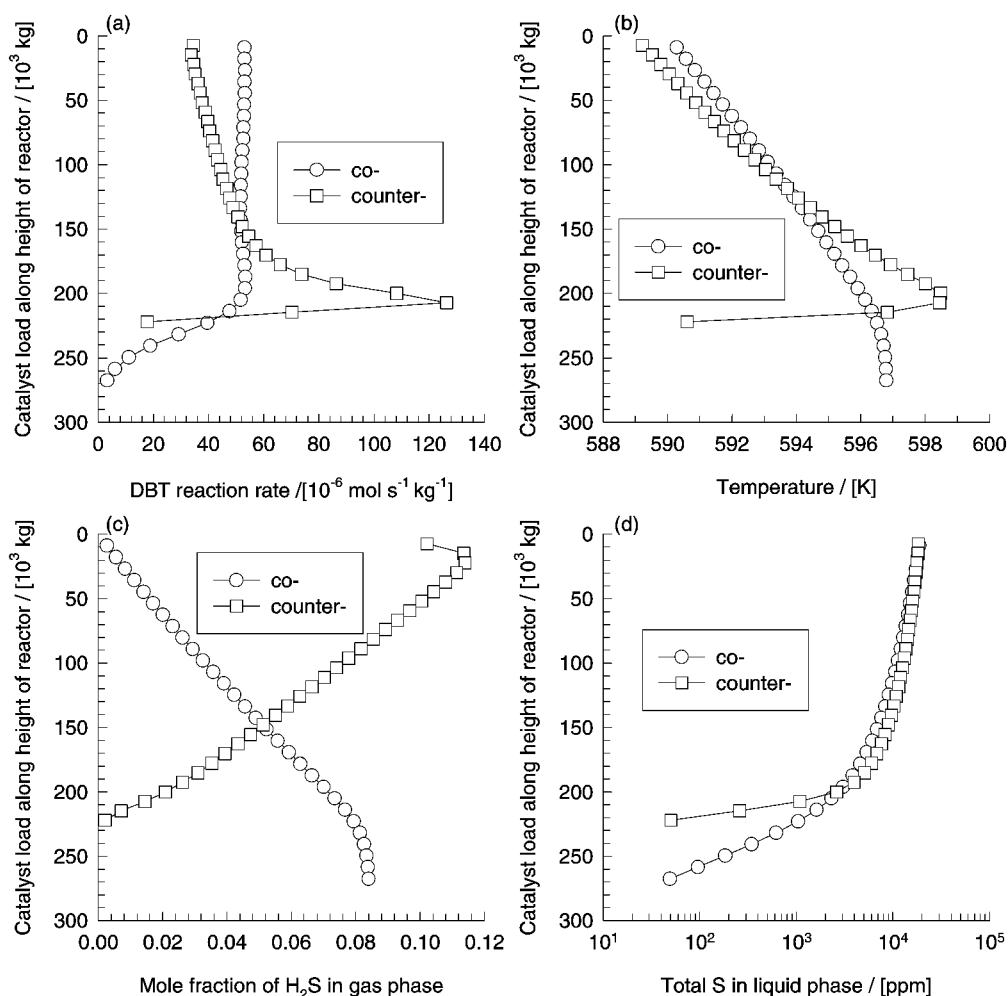 (a)
Catalyst load along height of reactor / [10³ kg]
0
50
100
150
200
250
300
0 20 40 60 80 100 120 140
DBT reaction rate /[10⁻⁶ mol s⁻¹ kg⁻¹]
co-
counter-
(b)
Catalyst load along height of reactor / [10³ kg]
0
50
100
150
200
250
300
588 590 592 594 596 598 600
Temperature / [K]
co-
counter-
(c)
Catalyst load along height of reactor / [10³ kg]
0
50
100
150
200
250
300
0.00 0.02 0.04 0.06 0.08 0.10 0.12
Mole fraction of H₂S in gas phase
co-
counter-
(d)
Catalyst load along height of reactor / [10³ kg]
0
50
100
150
200
250
300
10¹ 10² 10³ 10⁴ 10⁵
Total S in liquid phase / [ppm]
co-
counter-